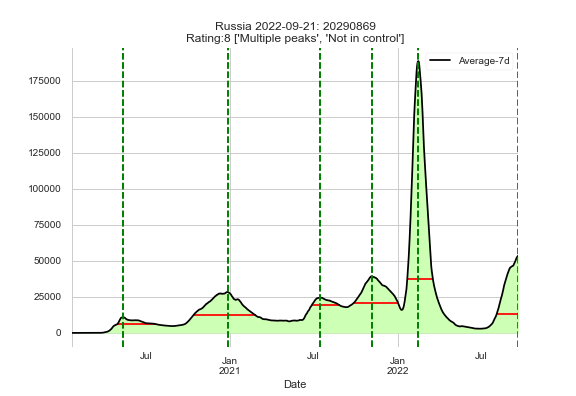 Russia 2022-09-21: 20290869
Rating:8 ['Multiple peaks', 'Not in control']
Average-7d
175000
150000
125000
100000
75000
50000
25000
0
Jul
Jan
2021
Jul
Jan
2022
Jul
Date